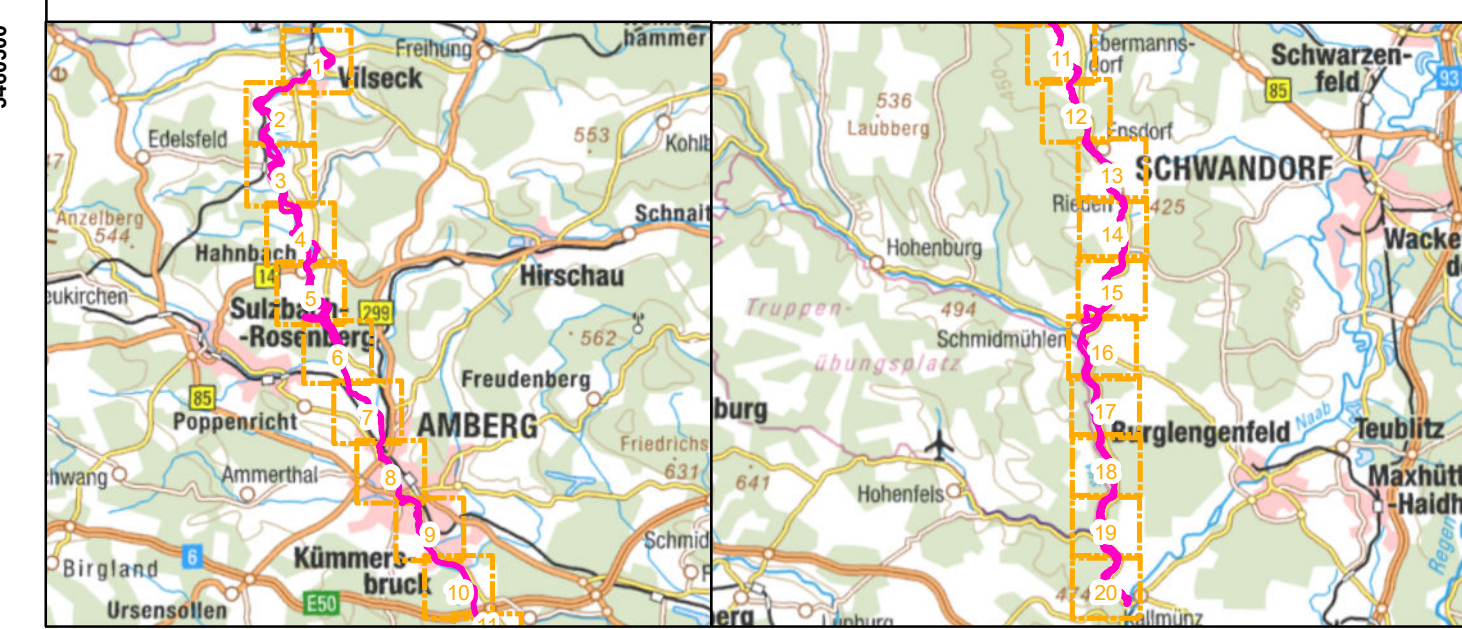 Freihung
hammer
Vilseck
1
2
Edelsfeld
553
Kohlb
47
3
Anzelberg
544
4
Schnait
Hahnbach
14
Hirschau
eukirchen
5
Sulzbach-
-Rosenberg
299
562
6
85
Freudenberg
Poppenricht
7
AMBERG
Friedrichs
631
hwang
Ammerthal
8
9
Schmid
Birgland
6
Kümmers-
bruck
10
Ursensollen
E50
11
11
Ebermanns-
dorf
Schwarzen-
feld
85
93
450
536
Laubberg
12
Ensdorf
13
SCHWANDORF
Rieden
425
14
Hohenburg
Wacke
d
15
450
Truppen-
übungsplatz
494
Schmidmühlen
16
17
burg
Burglengenfeld
Naab
Teublitz
18
641
Hohenfels
Maxhütt
-Haidh
19
Regen
474
20
Kallmünz
erg